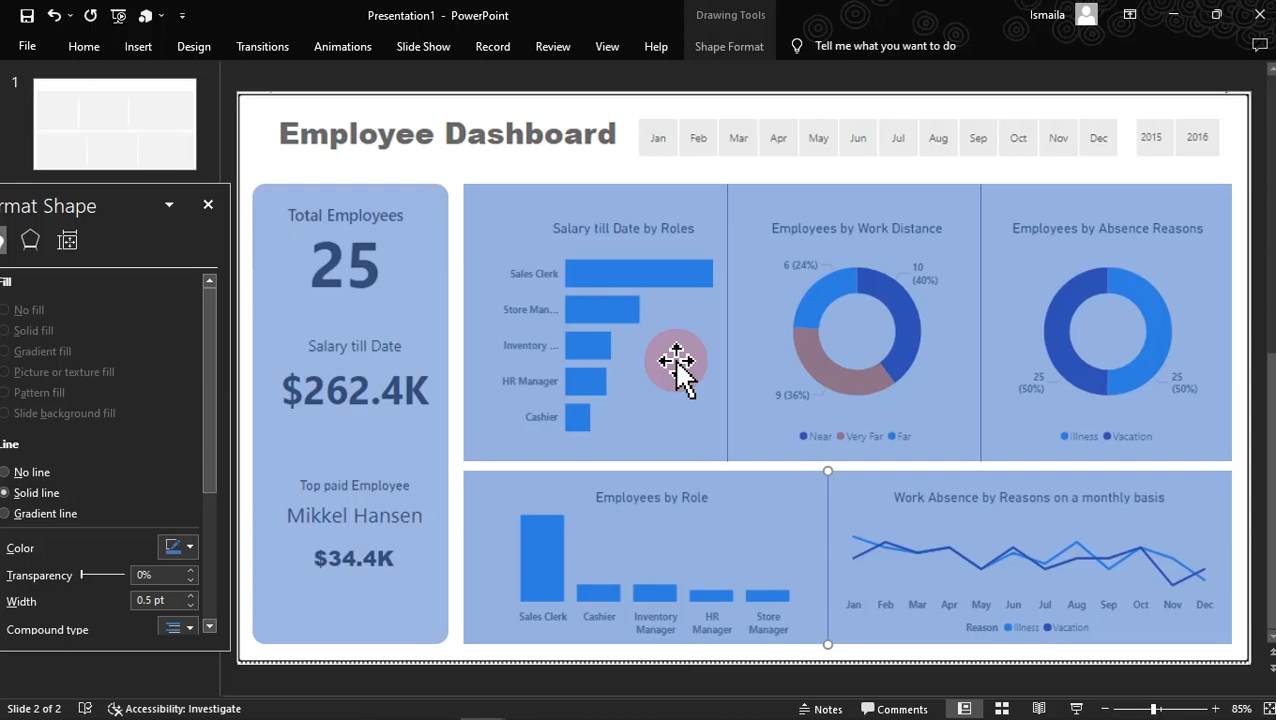 Presentation1 - PowerPoint
Drawing Tools
Ismaila
File
Home
Insert
Design
Transitions
Animations
Slide Show
Record
Review
View
Help
Shape Format
Tell me what you want to do
1
rmat Shape
Fill
No fill
Solid fill
Gradient fill
Picture or texture fill
Pattern fill
Slide background fill
Line
No line
Solid line
Gradient line
Color
Transparency
0%
Width
0.5 pt
Compound type
Employee Dashboard
Jan
Feb
Mar
Apr
May
Jun
Jul
Aug
Sep
Oct
Nov
Dec
2015
2016
Total Employees
25
Salary till Date
$262.4K
Top paid Employee
Mikkel Hansen
$34.4K
Salary till Date by Roles
Sales Clerk
Store Man...
Inventory ...
HR Manager
Cashier
Employees by Work Distance
6 (24%)
10
(40%)
9 (36%)
Near
Very Far
Far
Employees by Absence Reasons
25
(50%)
25
(50%)
Illness
Vacation
Employees by Role
Sales Clerk
Cashier
Inventory
Manager
HR
Manager
Store
Manager
Work Absence by Reasons on a monthly basis
Jan
Feb
Mar
Apr
May
Jun
Jul
Aug
Sep
Oct
Nov
Dec
Reason
Illness
Vacation
Slide 2 of 2
Accessibility: Investigate
Notes
Comments
85%